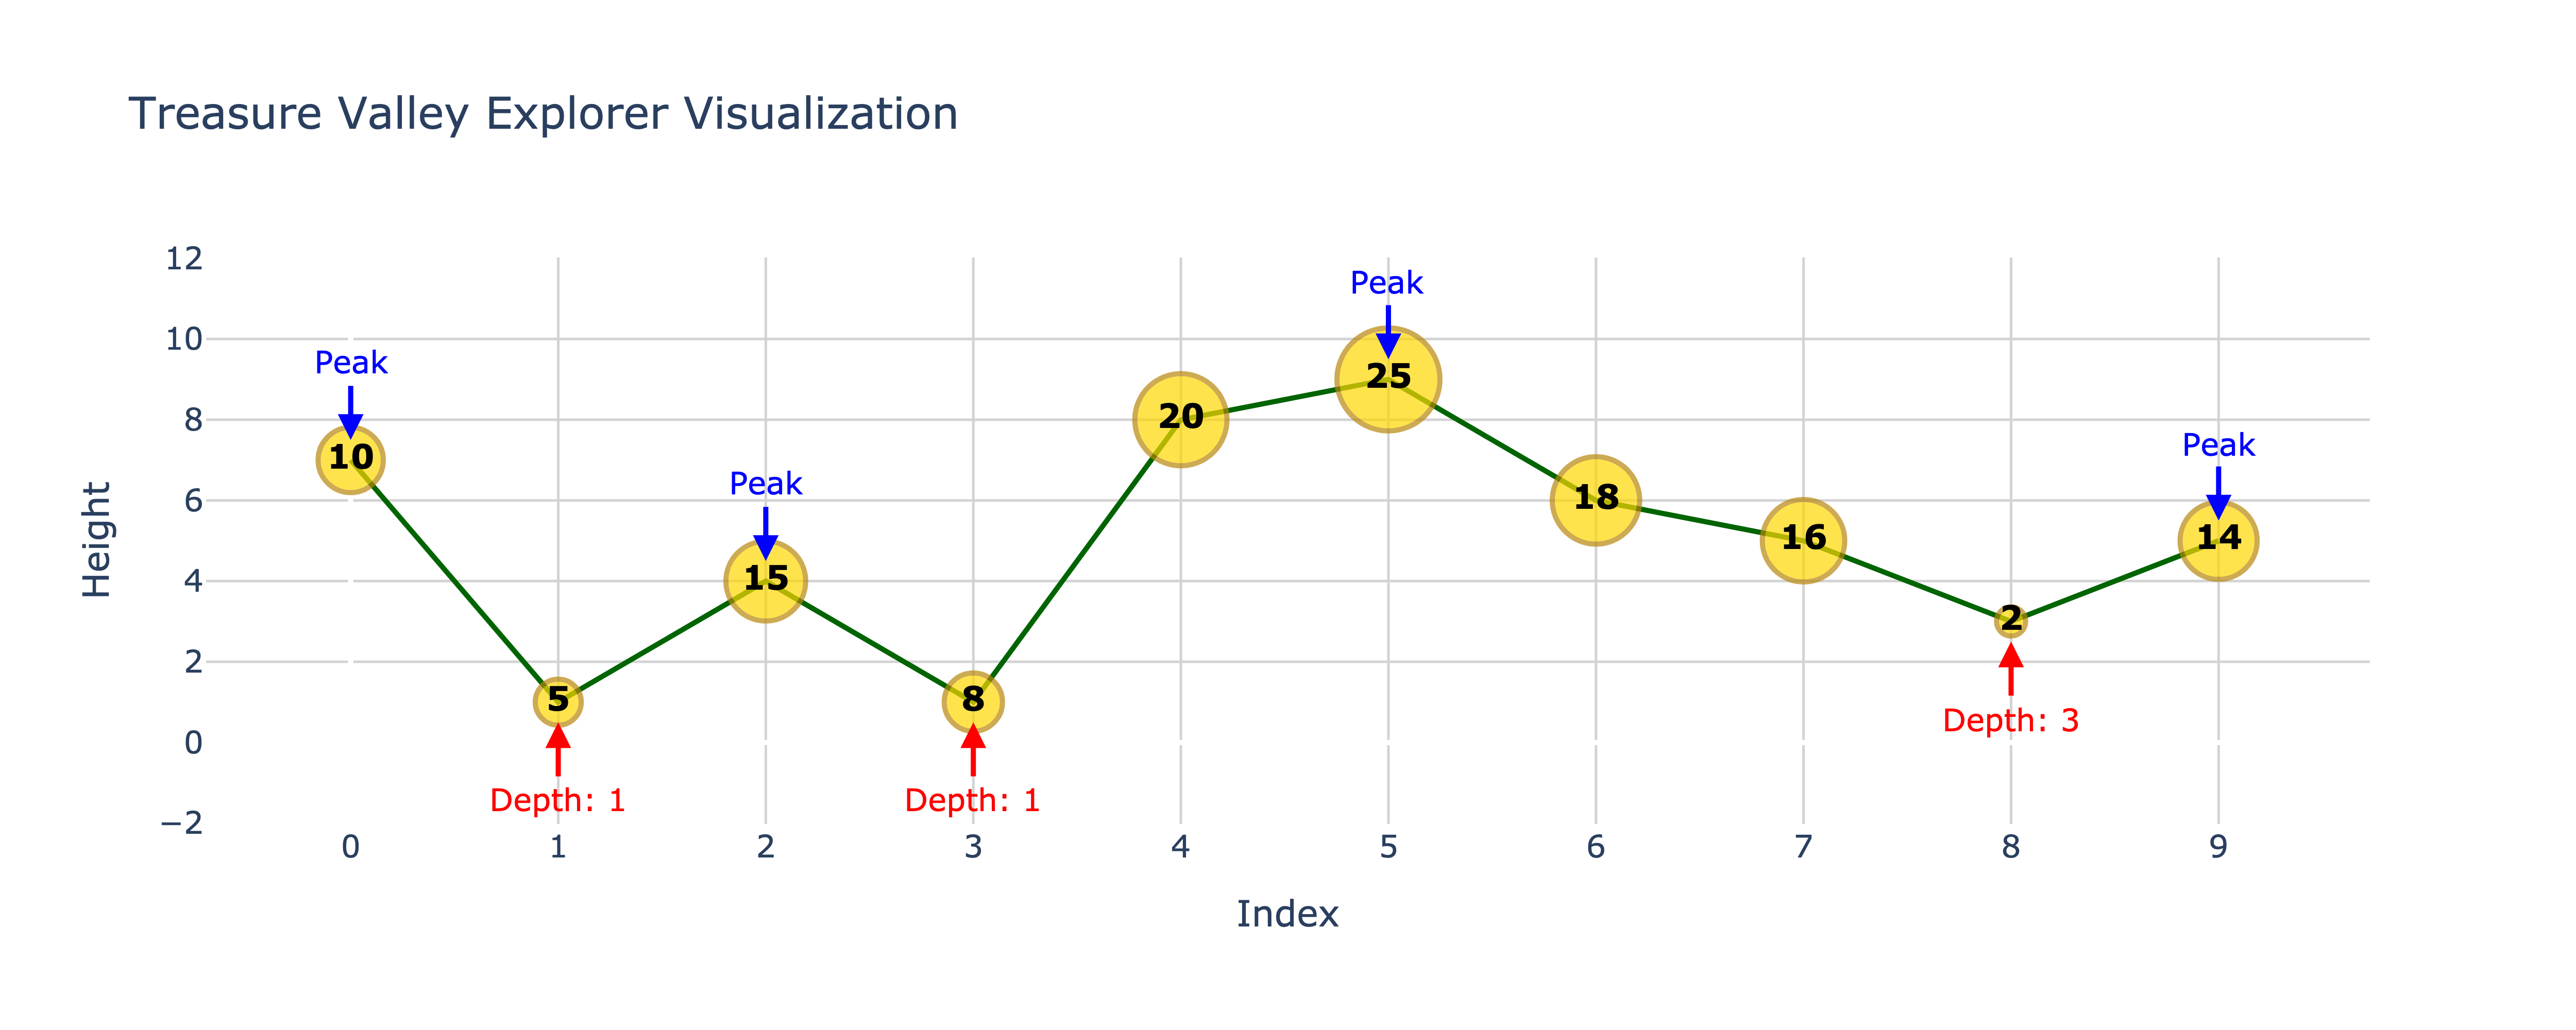 Treasure Valley Explorer Visualization
12
10
8
6
4
2
0
−2
Height
Peak
Peak
Peak
Peak
10
5
15
8
20
25
18
16
2
14
Depth: 1
Depth: 1
Depth: 3
0 1 2 3 4 5 6 7 8 9
Index